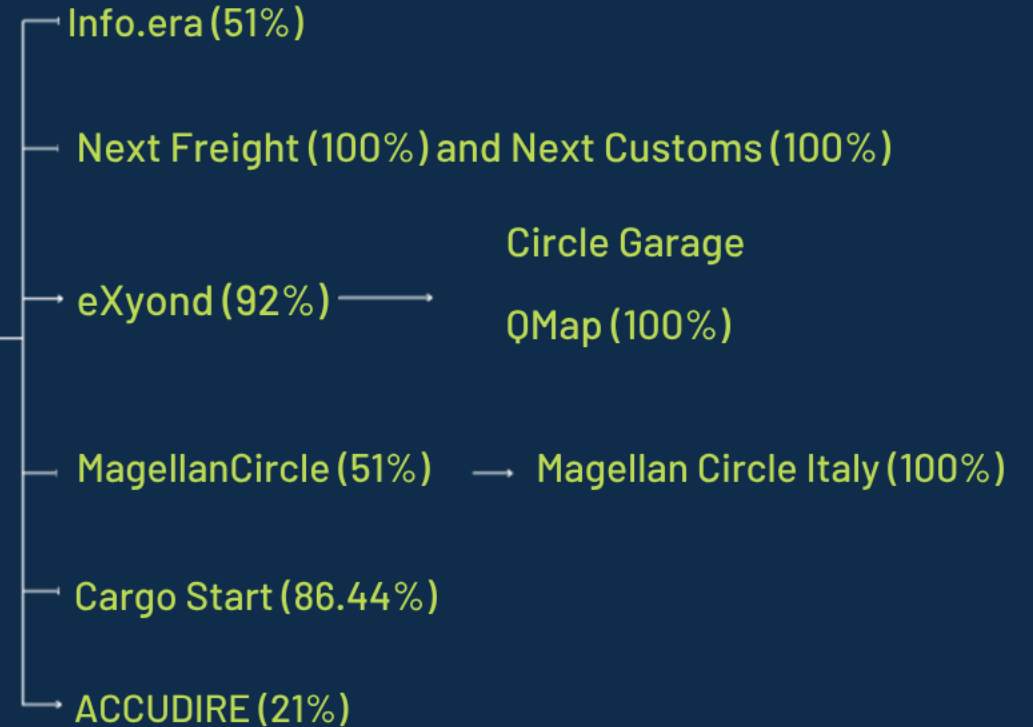 Info.era (51%)
Next Freight (100%) and Next Customs (100%)
Circle Garage
eXyond (92%)
QMap (100%)
MagellanCircle (51%) Magellan Circle Italy (100%)
Cargo Start (86.44%)
ACCUDIRE (21%)